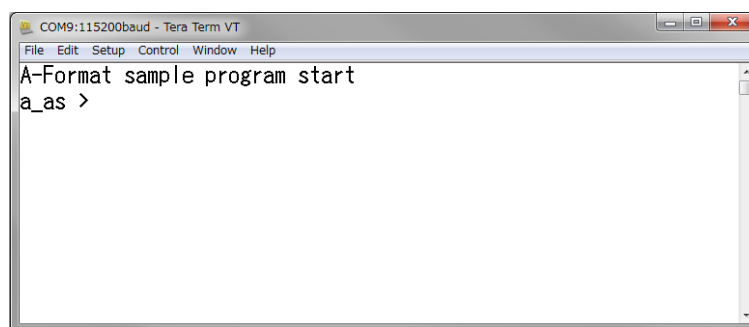 COM9:115200baud - Tera Term VT
File Edit Setup Control Window Help
A-Format sample program start
a_as >